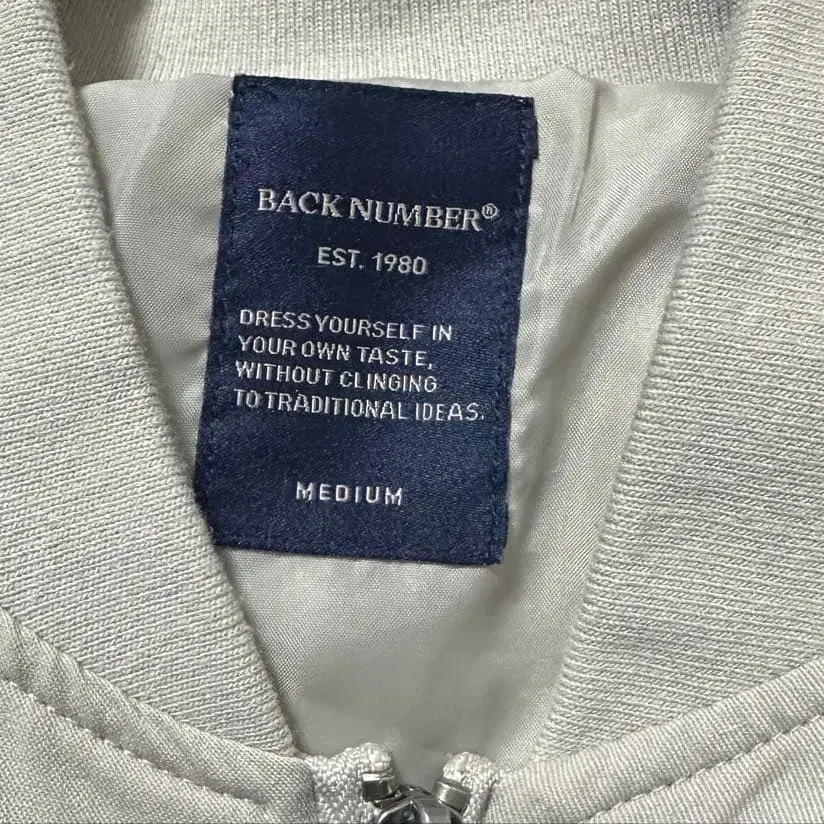 BACK NUMBER®
EST. 1980
DRESS YOURSELF IN
YOUR OWN TASTE,
WITHOUT CLINGING
TO TRADITIONAL IDEAS.
MEDIUM